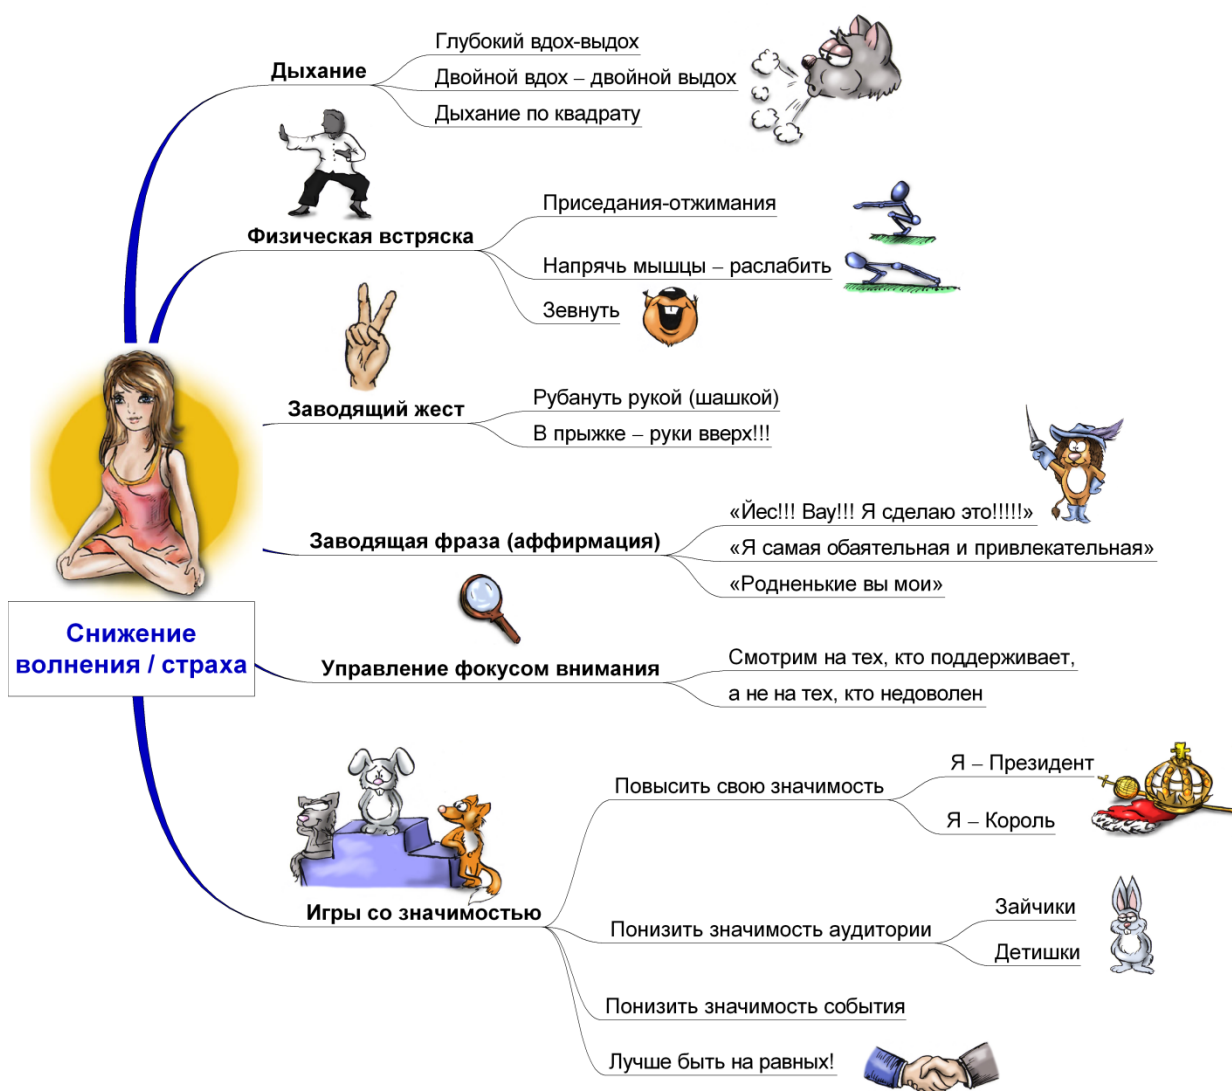 Снижение
волнения / страха
Дыхание
Глубокий вдох-выдох
Двойной вдох – двойной выдох
Дыхание по квадрату
Физическая встряска
Приседания-отжимания
Напрячь мышцы – раслабить
Зевнуть
Заводящий жест
Рубануть рукой (шашкой)
В прыжке – руки вверх!!!
Заводящая фраза (аффирмация)
«Йес!!! Вау!!! Я сделаю это!!!!!»
«Я самая обаятельная и привлекательная»
«Родненькие вы мои»
Управление фокусом внимания
Смотрим на тех, кто поддерживает,
а не на тех, кто недоволен
Игры со значимостью
Повысить свою значимость
Я – Президент
Я – Король
Понизить значимость аудитории
Зайчики
Детишки
Понизить значимость события
Лучше быть на равных!